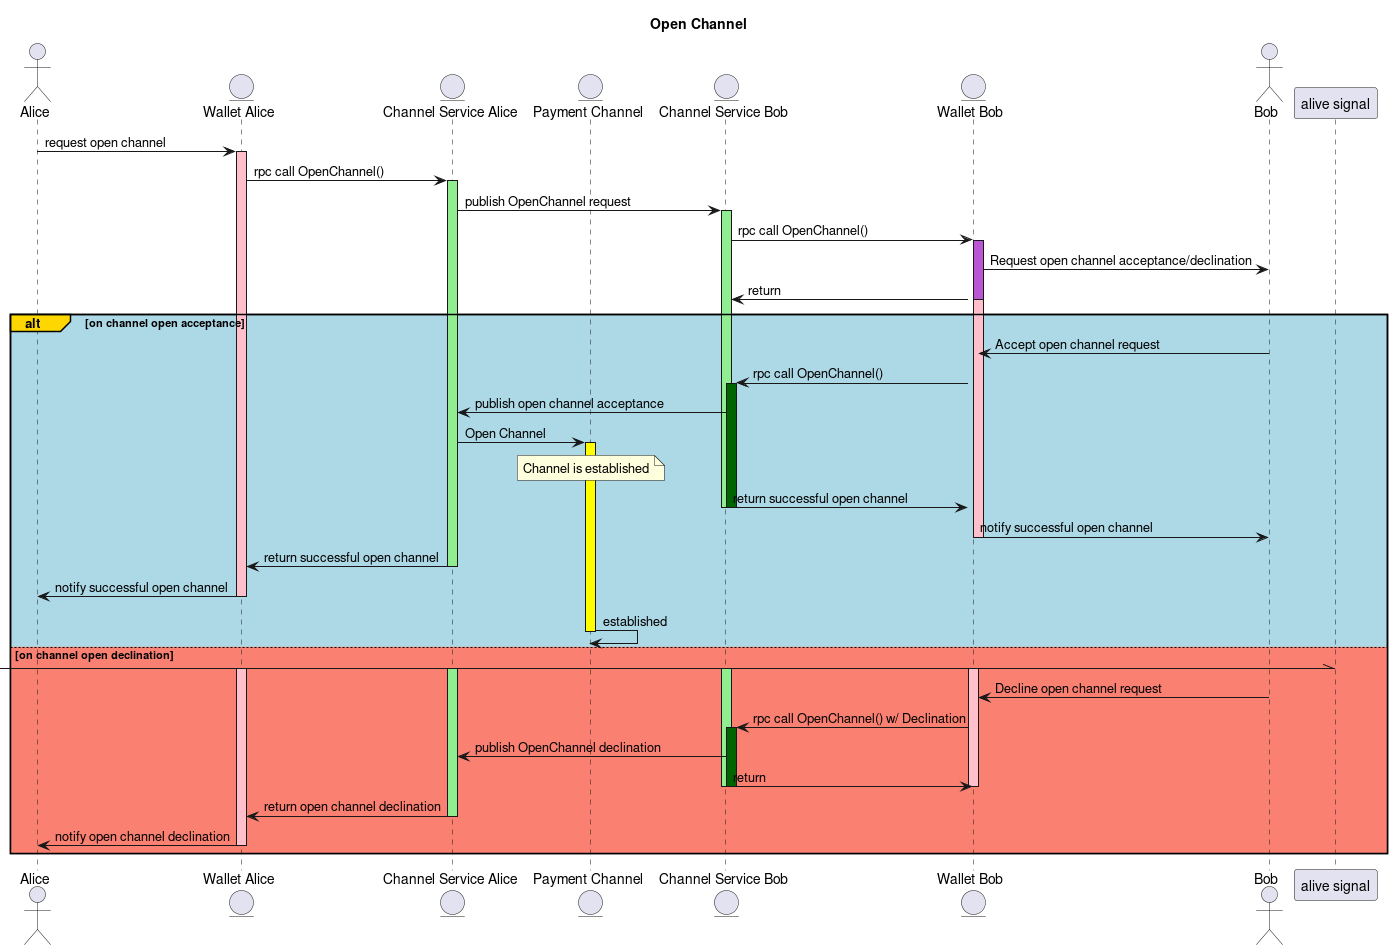 Open Channel
Alice
Wallet Alice
Channel Service Alice
Payment Channel
Channel Service Bob
Wallet Bob
Bob
alive signal
request open channel
rpc call OpenChannel()
publish OpenChannel request
rpc call OpenChannel()
Request open channel acceptance/declination
return
alt
[on channel open acceptance]
Accept open channel request
rpc call OpenChannel()
publish open channel acceptance
Open Channel
Channel is established
return successful open channel
notify successful open channel
return successful open channel
notify successful open channel
established
[on channel open declination]
Decline open channel request
rpc call OpenChannel() w/ Declination
publish OpenChannel declination
return
return open channel declination
notify open channel declination
Alice
Wallet Alice
Channel Service Alice
Payment Channel
Channel Service Bob
Wallet Bob
Bob
alive signal